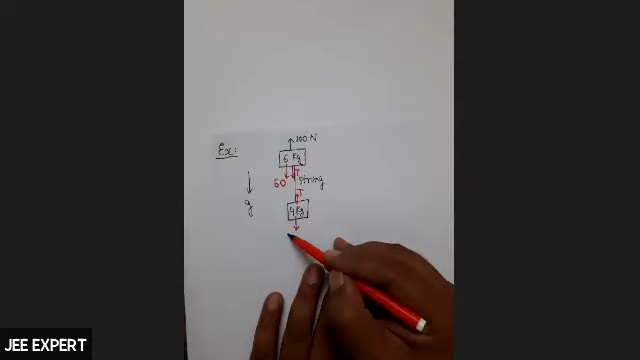 Ex:
100 N
6 Kg
T
60
string
T
g
4 Kg
JEE EXPERT